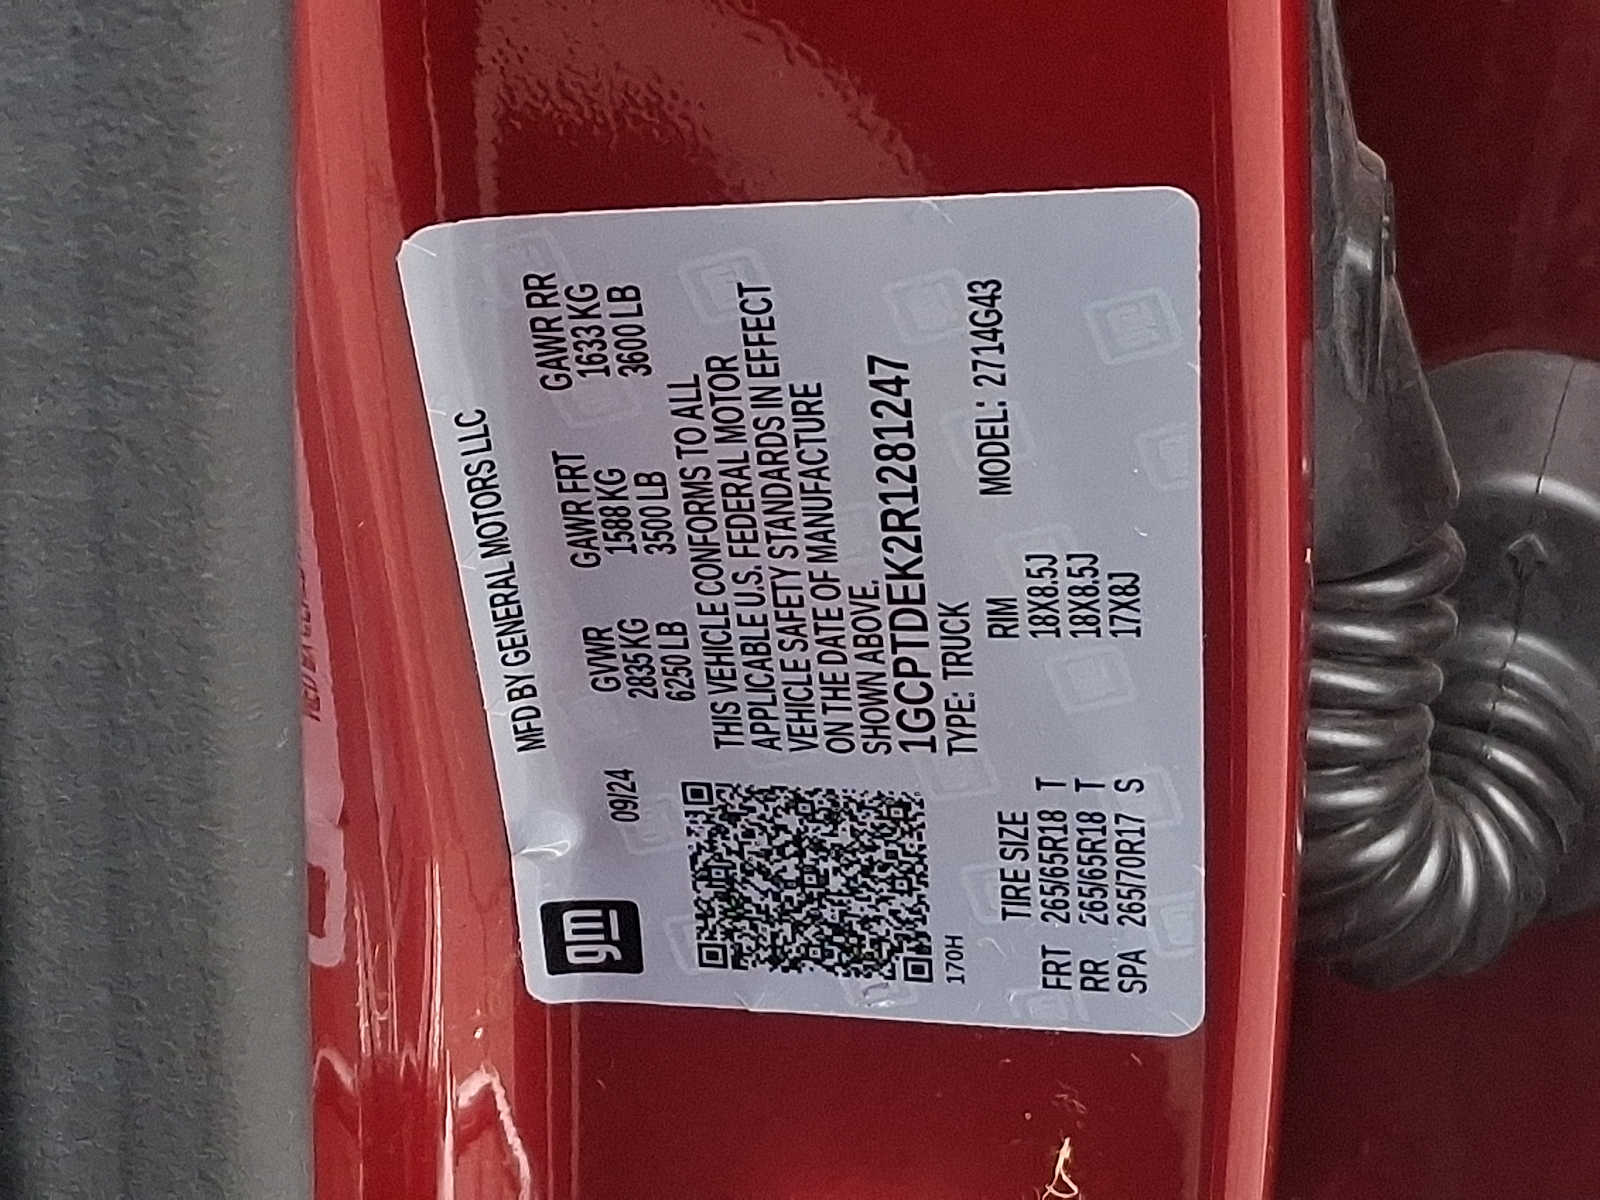 gm
MFD BY GENERAL MOTORS LLC
09/24 GVWR GAWR FRT GAWR RR
2835 KG 1588 KG 1633 KG
6250 LB 3500 LB 3600 LB
THIS VEHICLE CONFORMS TO ALL
APPLICABLE U.S. FEDERAL MOTOR
VEHICLE SAFETY STANDARDS IN EFFECT
ON THE DATE OF MANUFACTURE
SHOWN ABOVE.
1GCPTDEK2R1281247
TYPE: TRUCK MODEL: 2714G43
170H
TIRE SIZE RIM
FRT 265/65R18 T 18X8.5J
RR 265/65R18 T 18X8.5J
SPA 265/70R17 S 17X8J